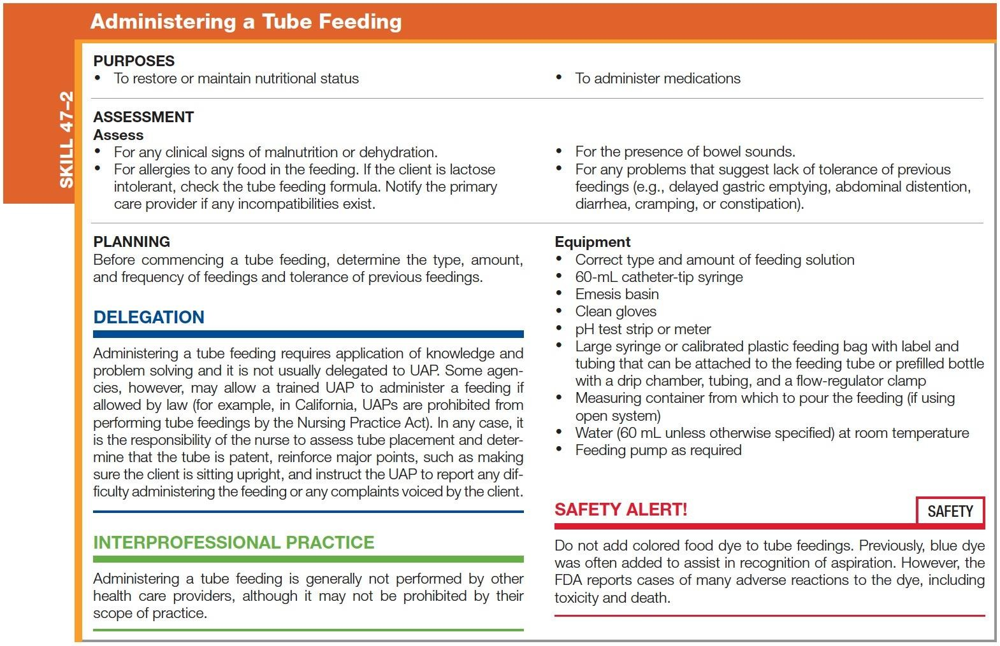 Administering a Tube Feeding
SKILL 47–2
PURPOSES
• To restore or maintain nutritional status
• To administer medications
ASSESSMENT
Assess
• For any clinical signs of malnutrition or dehydration.
• For allergies to any food in the feeding. If the client is lactose
intolerant, check the tube feeding formula. Notify the primary
care provider if any incompatibilities exist.
• For the presence of bowel sounds.
• For any problems that suggest lack of tolerance of previous
feedings (e.g., delayed gastric emptying, abdominal distention,
diarrhea, cramping, or constipation).
PLANNING
Before commencing a tube feeding, determine the type, amount,
and frequency of feedings and tolerance of previous feedings.
DELEGATION
Administering a tube feeding requires application of knowledge and
problem solving and it is not usually delegated to UAP. Some agen-
cies, however, may allow a trained UAP to administer a feeding if
allowed by law (for example, in California, UAPs are prohibited from
performing tube feedings by the Nursing Practice Act). In any case, it
is the responsibility of the nurse to assess tube placement and deter-
mine that the tube is patent, reinforce major points, such as making
sure the client is sitting upright, and instruct the UAP to report any dif-
ficulty administering the feeding or any complaints voiced by the client.
INTERPROFESSIONAL PRACTICE
Administering a tube feeding is generally not performed by other
health care providers, although it may not be prohibited by their
scope of practice.
Equipment
• Correct type and amount of feeding solution
• 60-mL catheter-tip syringe
• Emesis basin
• Clean gloves
• pH test strip or meter
• Large syringe or calibrated plastic feeding bag with label and
tubing that can be attached to the feeding tube or prefilled bottle
with a drip chamber, tubing, and a flow-regulator clamp
• Measuring container from which to pour the feeding (if using
open system)
• Water (60 mL unless otherwise specified) at room temperature
• Feeding pump as required
SAFETY ALERT!
SAFETY
Do not add colored food dye to tube feedings. Previously, blue dye
was often added to assist in recognition of aspiration. However, the
FDA reports cases of many adverse reactions to the dye, including
toxicity and death.